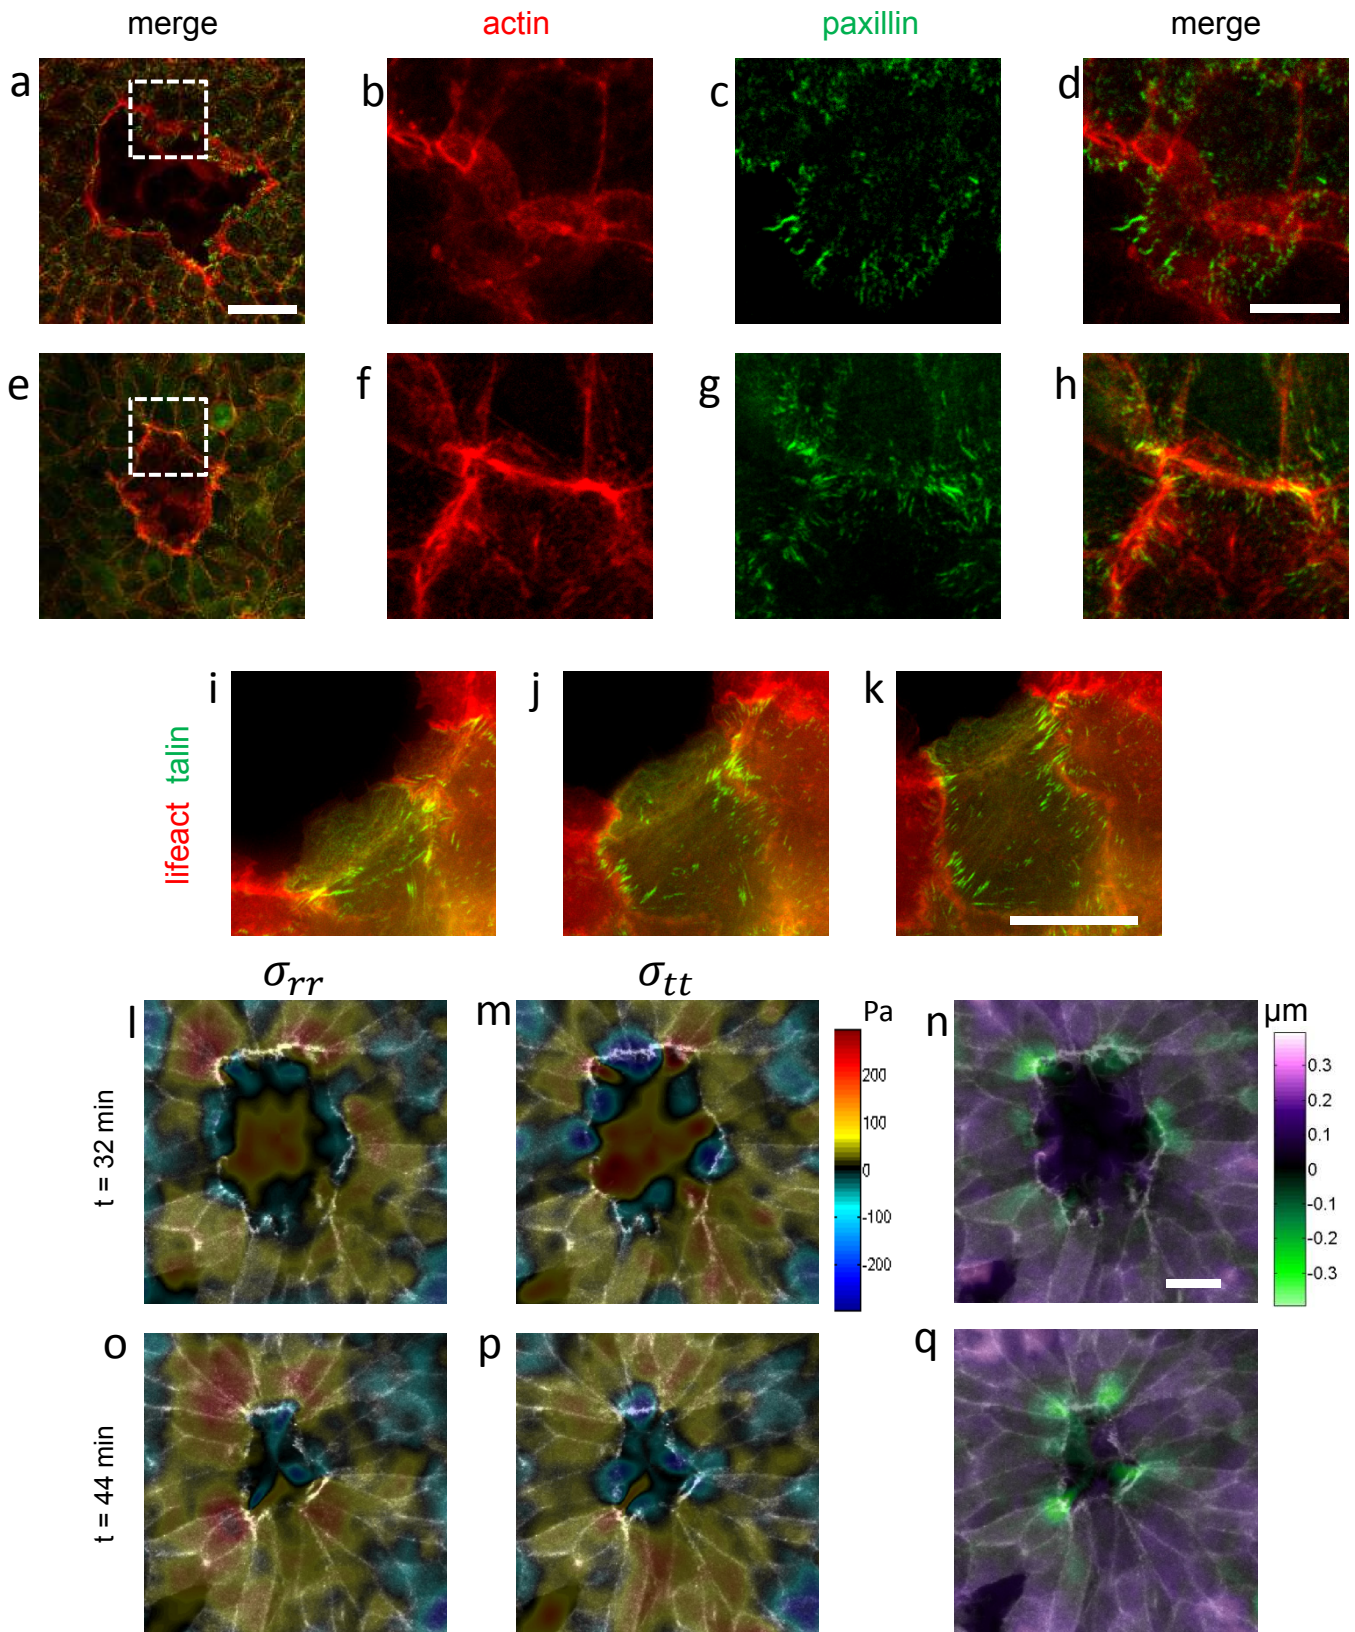 merge actin paxillin merge
a b c d
e f g h
i j k
lifeact talin
σrr σtt
l m Pa n μm
200
100
0
-100
-200
0.3
0.2
0.1
0
-0.1
-0.2
-0.3
t = 32 min
o p q
t = 44 min